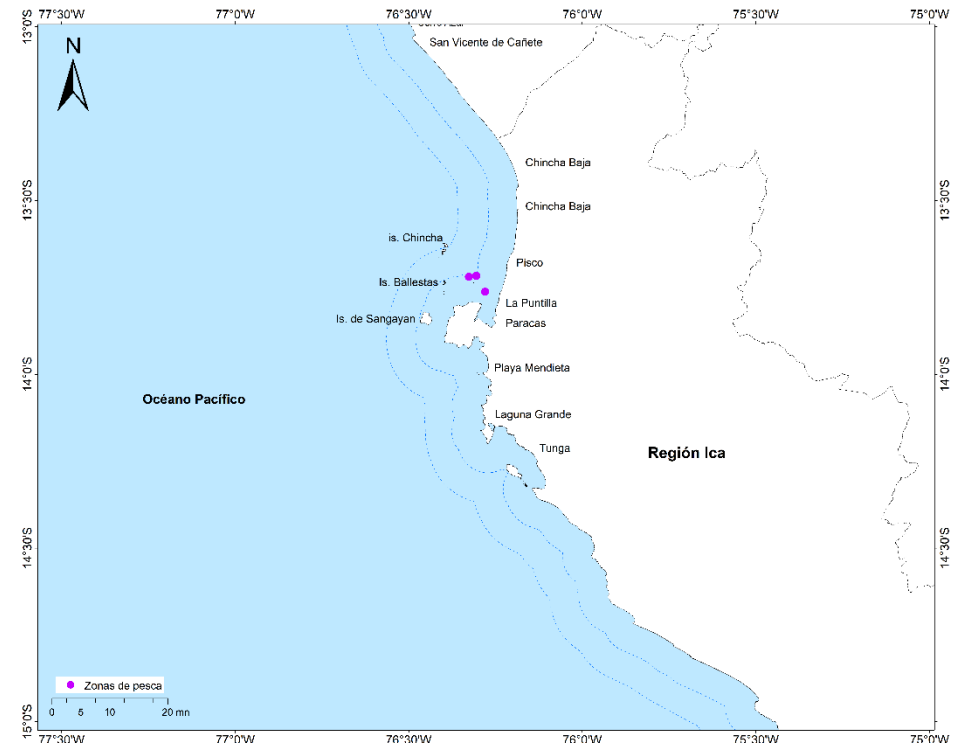 77°30'W 77°0'W 76°30'W 76°0'W 75°30'W 75°0'W
13°0'S
N
San Vicente de Cañete
Chincha Baja
13°30'S 13°30'S
Chincha Baja
is. Chincha
Pisco
Is. Ballestas
La Puntilla
Is. de Sangayan
Paracas
Playa Mendieta
14°0'S 14°0'S
Océano Pacífico
Laguna Grande
Tunga
Región Ica
14°30'S 14°30'S
Zonas de pesca
0 5 10 20 mn
15°0'S
77°30'W 77°0'W 76°30'W 76°0'W 75°30'W 75°0'W